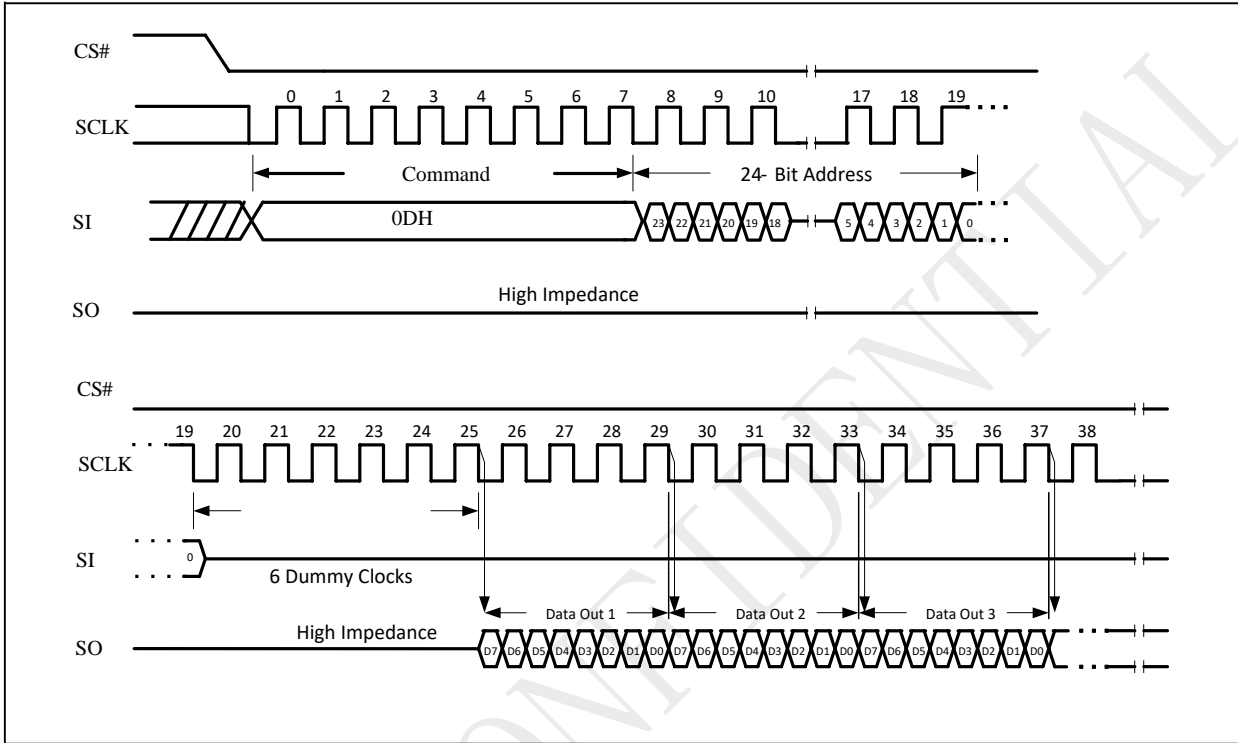 CS#
0 1 2 3 4 5 6 7 8 9 10 17 18 19
SCLK
Command 24- Bit Address
SI 0DH 23 22 21 20 19 18 5 4 3 2 1 0
High Impedance
SO
CS#
19 20 21 22 23 24 25 26 27 28 29 30 31 32 33 34 35 36 37 38
SCLK
SI 0
6 Dummy Clocks
Data Out 1 Data Out 2 Data Out 3
High Impedance
SO D7 D6 D5 D4 D3 D2 D1 D0 D7 D6 D5 D4 D3 D2 D1 D0 D7 D6 D5 D4 D3 D2 D1 D0
ONFIDENTIAL